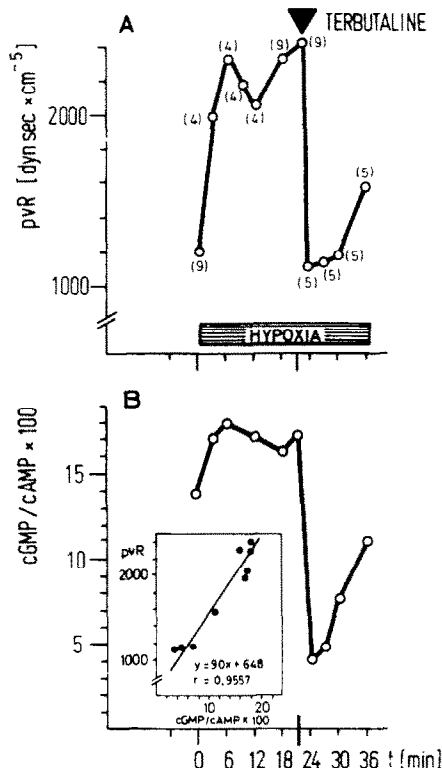 A
TERBUTALINE
pvR [dyn sec × cm⁻⁵]
2000
1000
(9)
(4)
(4)
(4)
(4)
(9)
(9)
(5)
(5)
(5)
(5)
HYPOXIA
B
cGMP/cAMP × 100
15
10
5
pvR
2000
1000
y = 90x + 648
r = 0.9557
10 20
cGMP/cAMP × 100
0 6 12 18 24 30 36 t [min]